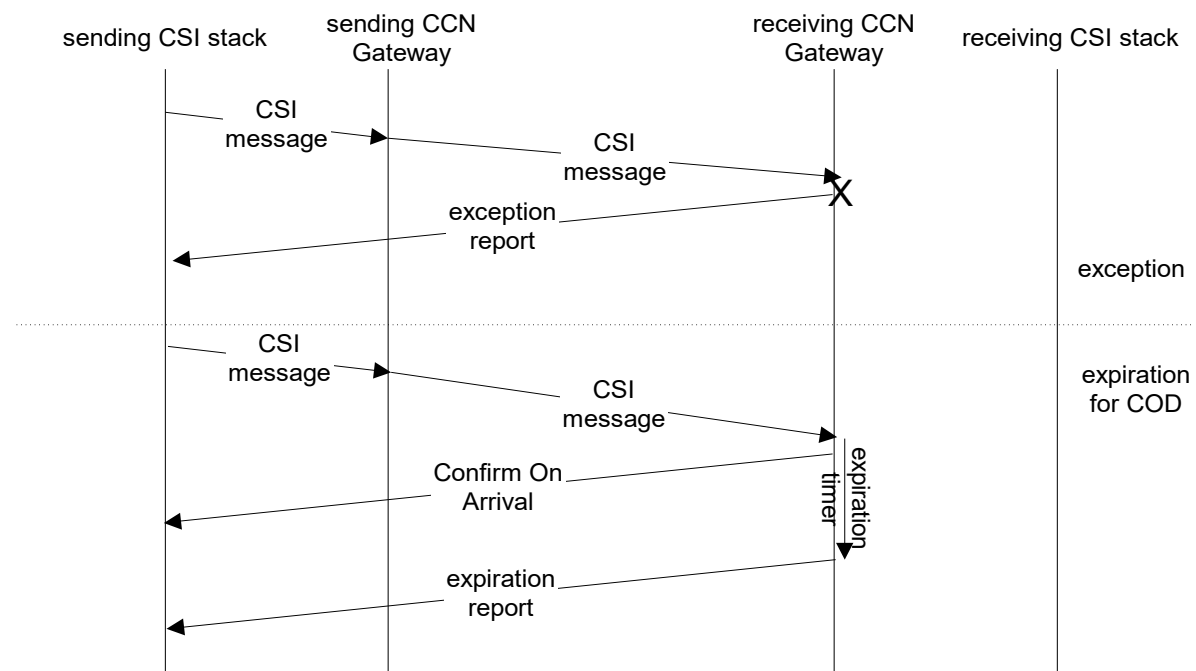 sending CSI stack
sending CCN
Gateway
receiving CCN
Gateway
receiving CSI stack
CSI
message
CSI
message
X
exception
report
exception
CSI
message
expiration
for COD
CSI
message
Confirm On
Arrival
expiration
timer
expiration
report